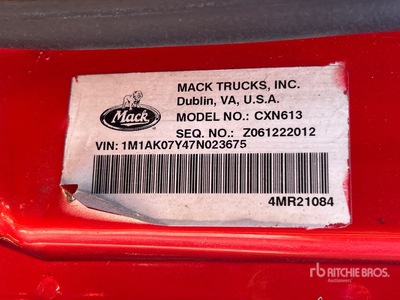 Mack
MACK TRUCKS, INC.
Dublin, VA, U.S.A.
MODEL NO.: CXN613
SEQ. NO.: Z061222012
VIN: 1M1AK07Y47N023675
4MR21084
rb RITCHIE BROS.
Auctioneers